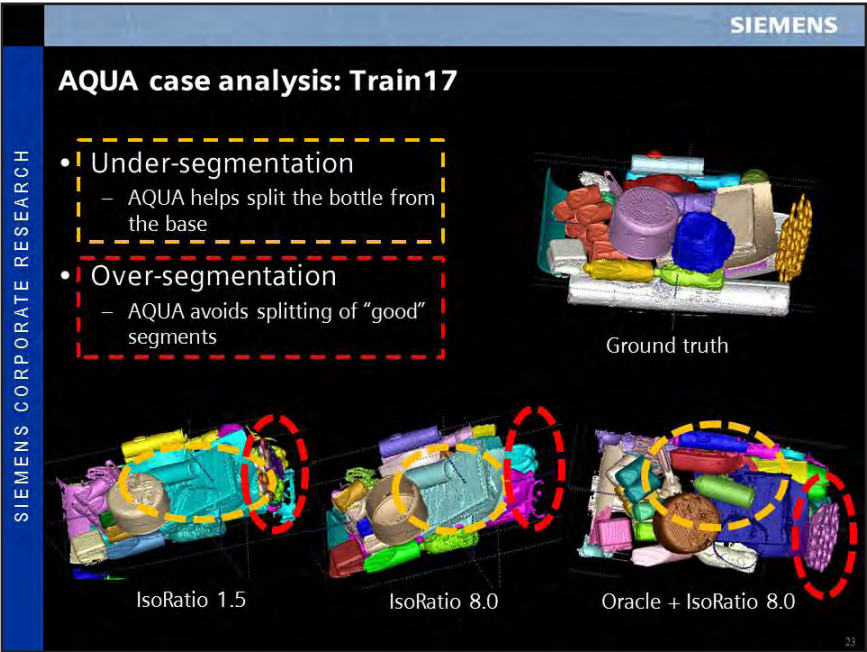 SIEMENS
AQUA case analysis: Train17
• Under-segmentation
– AQUA helps split the bottle from
the base
• Over-segmentation
– AQUA avoids splitting of “good”
segments
SIEMENS CORPORATE RESEARCH
Ground truth
IsoRatio 1.5
IsoRatio 8.0
Oracle + IsoRatio 8.0
23